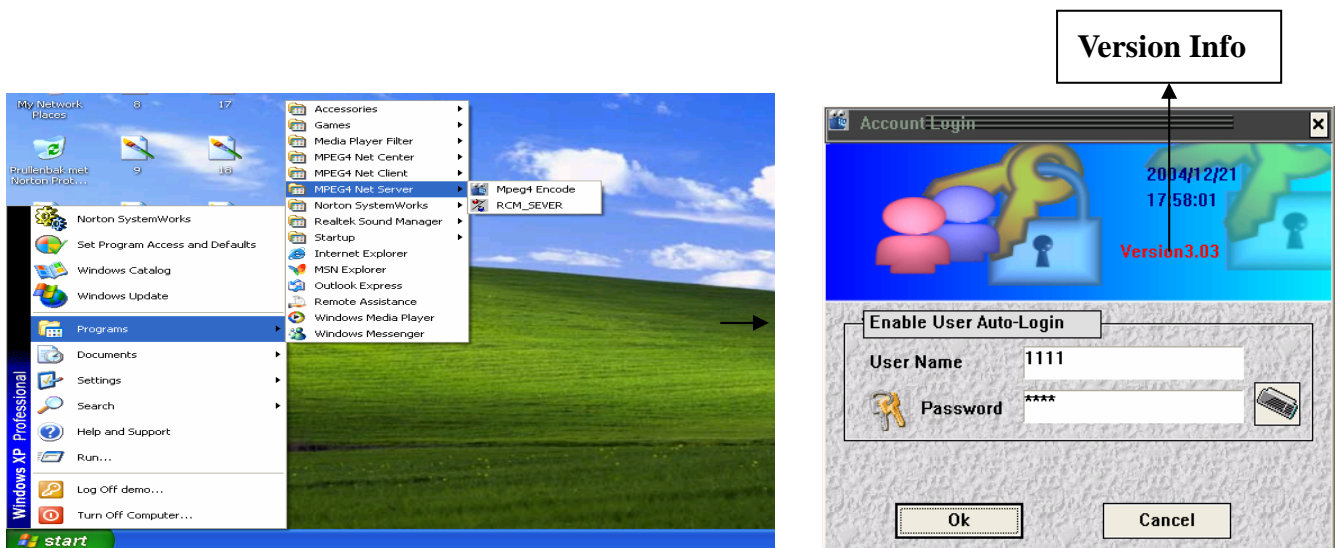 Version Info
My Network
Places
8
17
Prullenbak met
Norton Prot...
9
18
Accessories
Games
Media Player Filter
MPEG4 Net Center
MPEG4 Net Client
MPEG4 Net Server
Norton SystemWorks
Realtek Sound Manager
Startup
Internet Explorer
MSN Explorer
Outlook Express
Remote Assistance
Windows Media Player
Windows Messenger
Mpeg4 Encode
RCM_SEVER
Norton SystemWorks
Set Program Access and Defaults
Windows Catalog
Windows Update
Programs
Documents
Settings
Search
Help and Support
Run...
Log Off demo...
Turn Off Computer...
Windows XP Professional
start
Account Login
2004/12/21
17:58:01
Version3.03
Enable User Auto-Login
User Name
1111
Password
****
Ok
Cancel